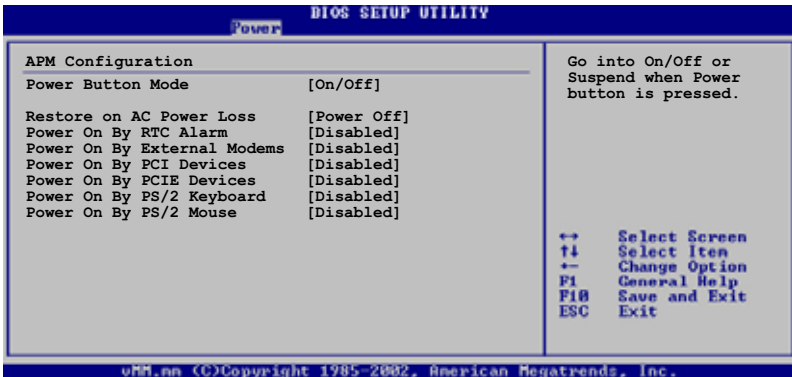 BIOS SETUP UTILITY
Power
APM Configuration
Power Button Mode [On/Off]
Restore on AC Power Loss [Power Off]
Power On By RTC Alarm [Disabled]
Power On By External Modems [Disabled]
Power On By PCI Devices [Disabled]
Power On By PCIE Devices [Disabled]
Power On By PS/2 Keyboard [Disabled]
Power On By PS/2 Mouse [Disabled]
Go into On/Off or
Suspend when Power
button is pressed.
↔ Select Screen
↑↓ Select Item
+- Change Option
F1 General Help
F10 Save and Exit
ESC Exit
vMM.mm (C)Copyright 1985-2002, American Megatrends, Inc.